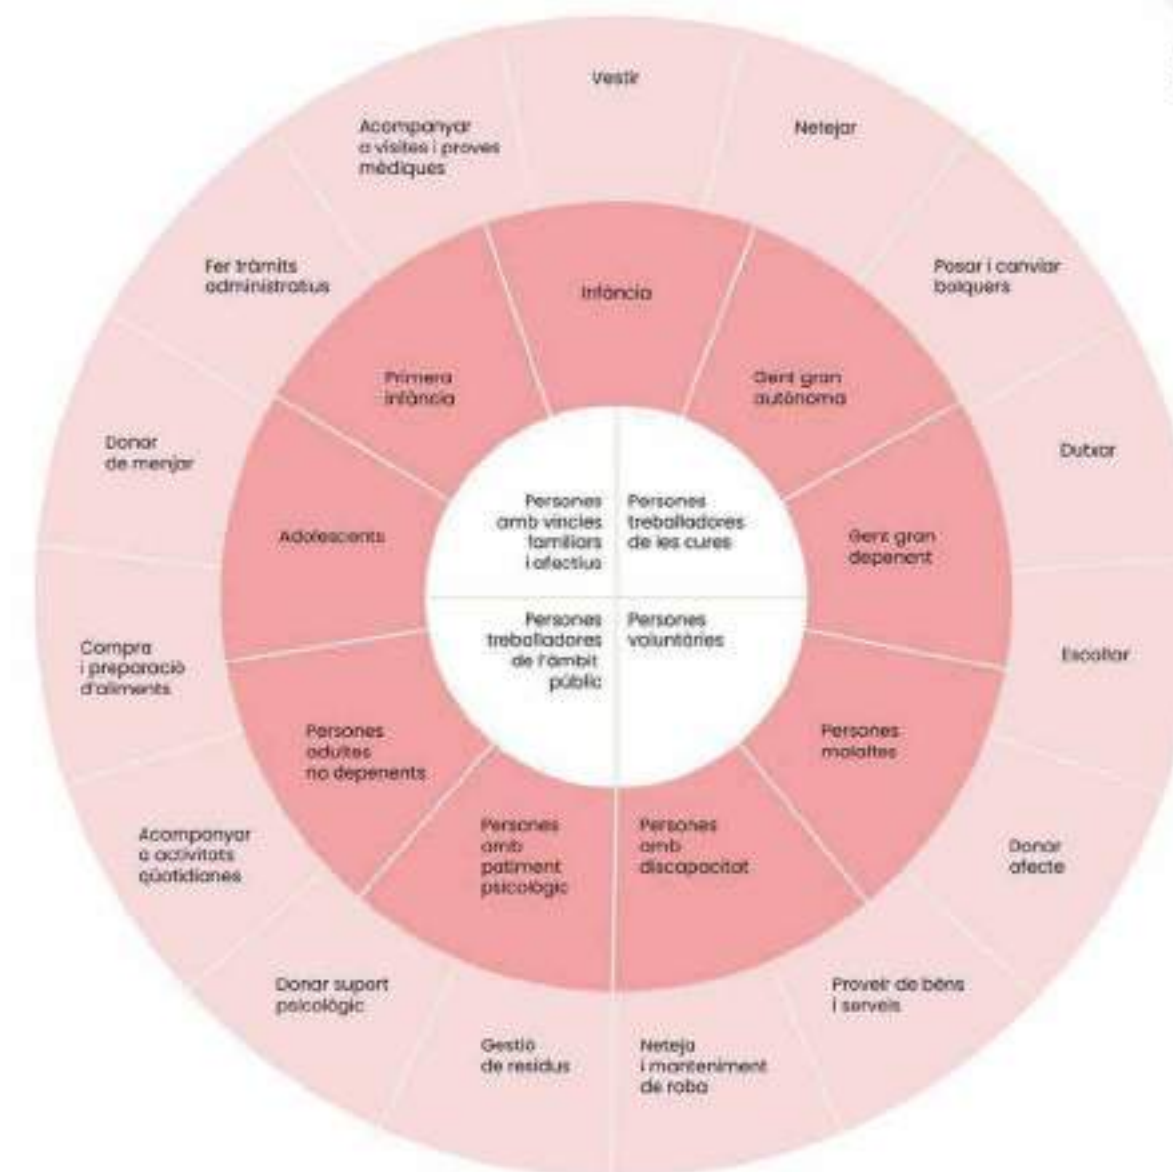 Vestir
Netejar
Posar i canviar
bolquers
Dutxar
Escoltar
Donar
afecte
Proveir de béns
i serveis
Neteja
i manteniment
de roba
Gestió
de residus
Donar suport
psicològic
Acompanyar
a activitats
qüotidianes
Compra
i preparació
d'aliments
Donar
de menjar
Fer tràmits
administratius
Acompanyar
a visites i proves
mèdiques
Infància
Gent gran
autònoma
Gent gran
depenent
Persones
malaltes
Persones
amb
discapacitat
Persones
amb
patiment
psicològic
Persones
adultes
no depenents
Adolescents
Primera
infància
Persones
amb vincles
familiars
i afectius
Persones
treballadores
de les cures
Persones
treballadores
de l'àmbit
públic
Persones
voluntàries